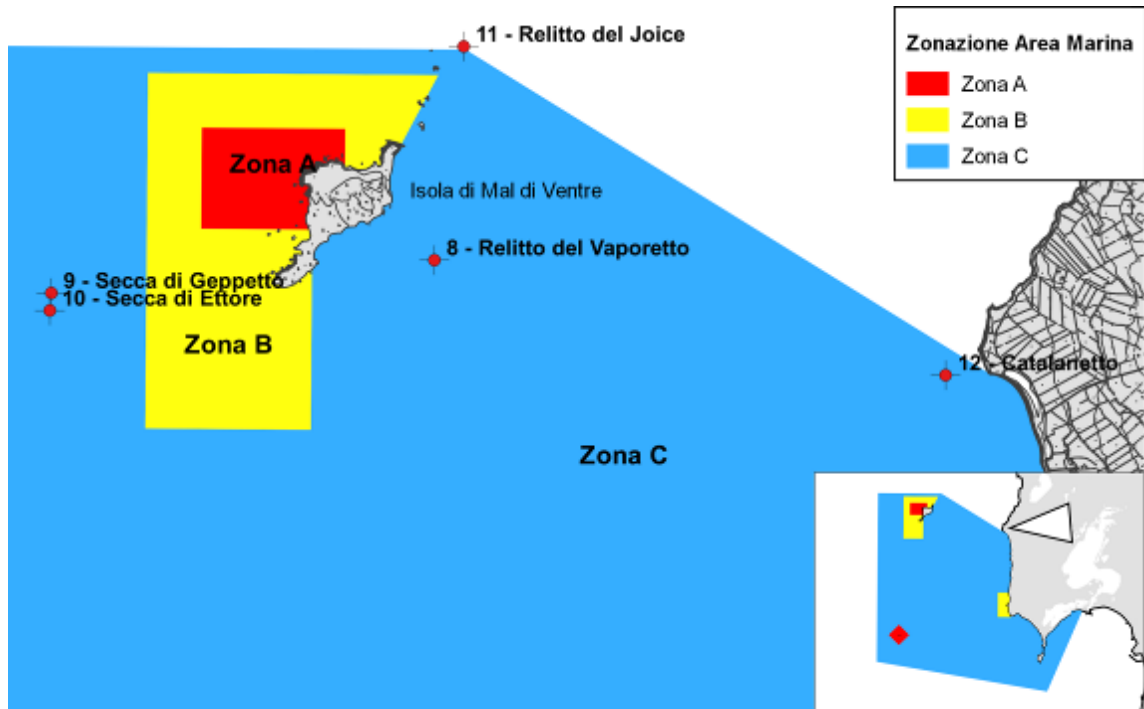 11 - Relitto del Joice
Zonazione Area Marina
Zona A
Zona B
Zona C
Zona A
Isola di Mal di Ventre
8 - Relitto del Vaporetto
9 - Secca di Geppetto
10 - Secca di Ettore
Zona B
12 - Catalanetto
Zona C